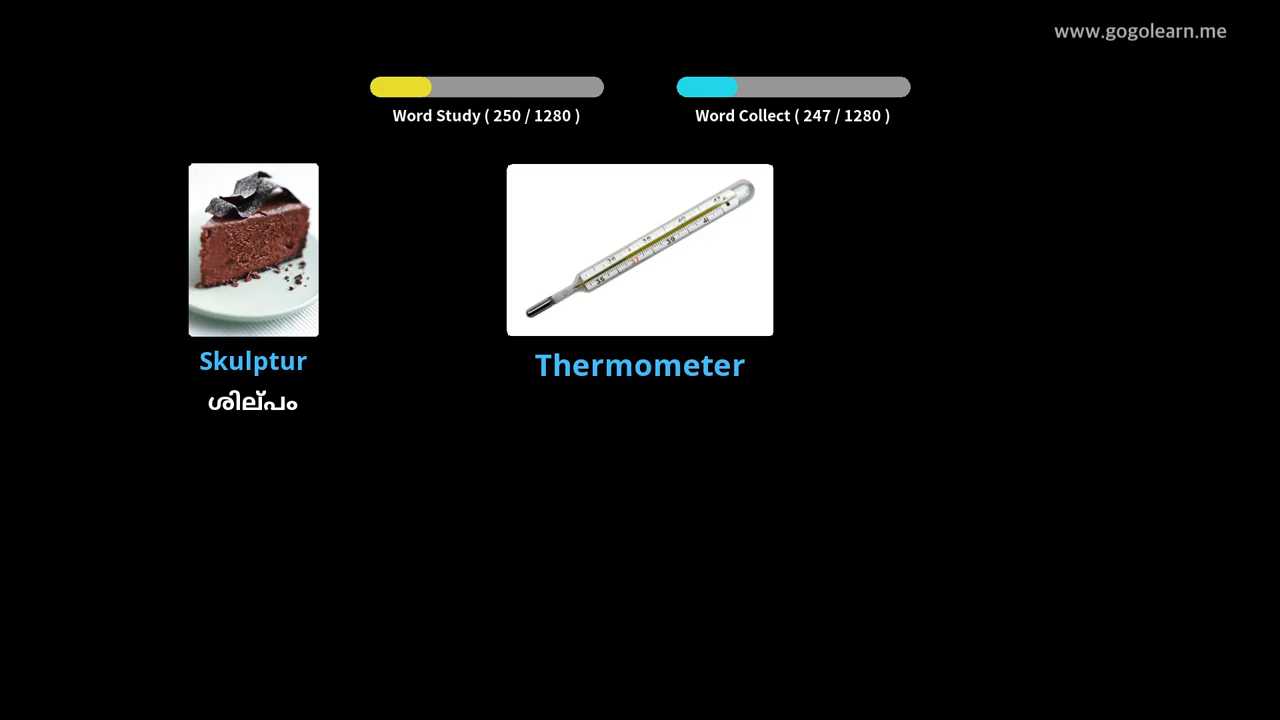 www.gogolearn.me
Word Study ( 250 / 1280 )
Word Collect ( 247 / 1280 )
Skulptur
ശില്പം
Thermometer